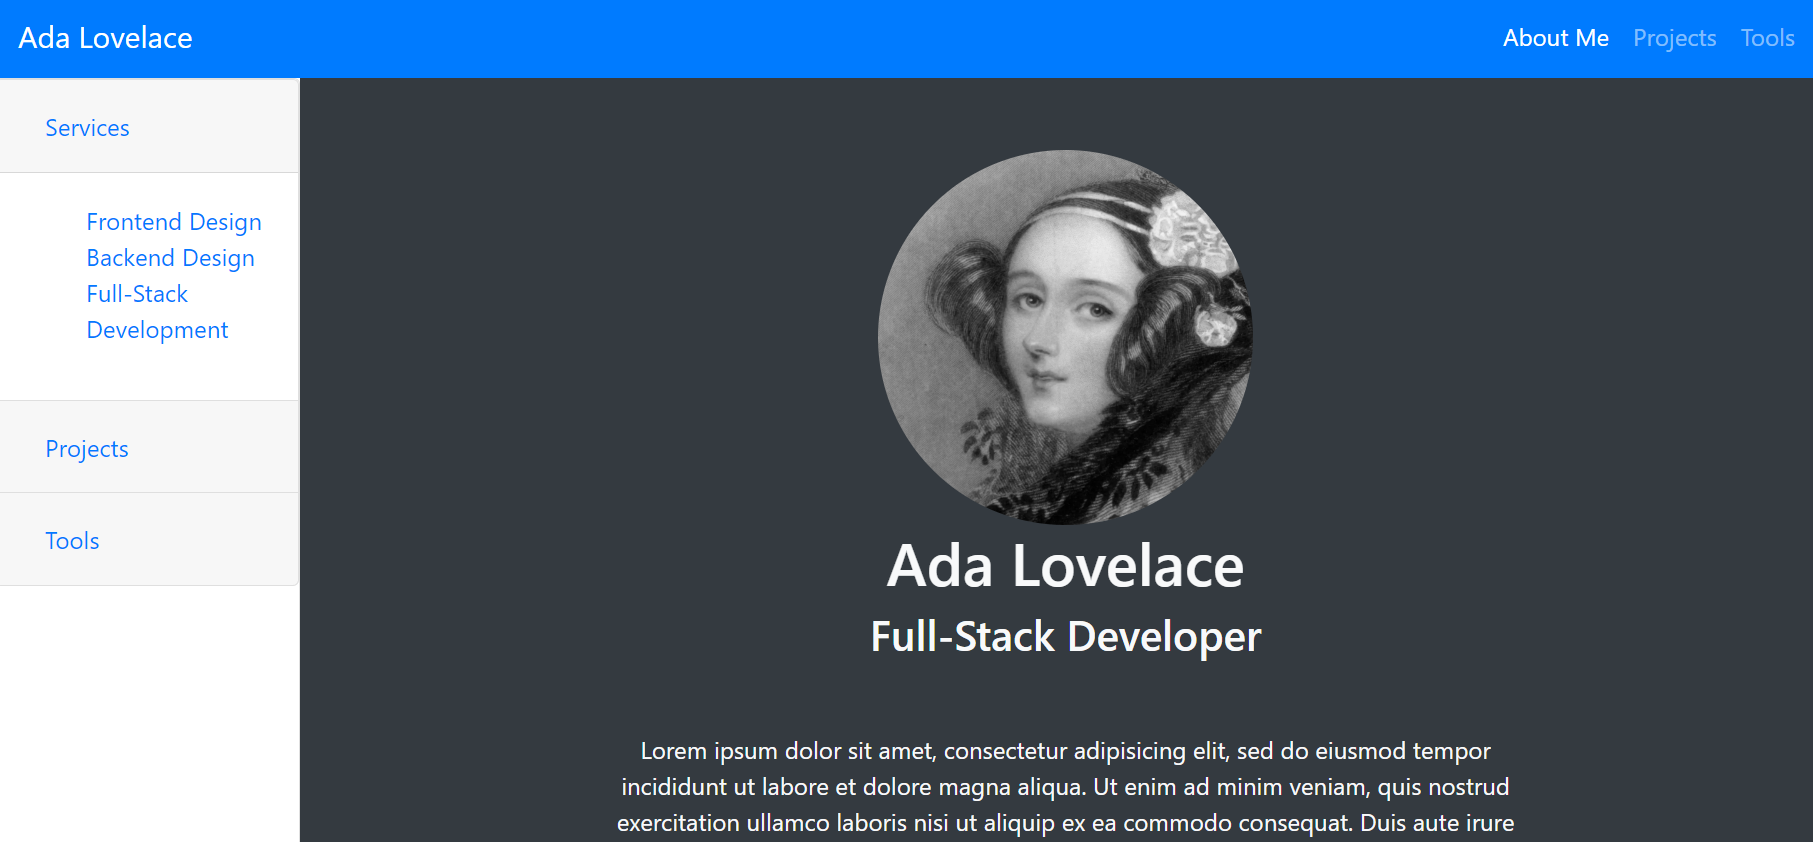 Ada Lovelace
About Me Projects Tools
Services
Frontend Design
Backend Design
Full-Stack
Development
Projects
Tools
Ada Lovelace
Full-Stack Developer
Lorem ipsum dolor sit amet, consectetur adipisicing elit, sed do eiusmod tempor
incididunt ut labore et dolore magna aliqua. Ut enim ad minim veniam, quis nostrud
exercitation ullamco laboris nisi ut aliquip ex ea commodo consequat. Duis aute irure